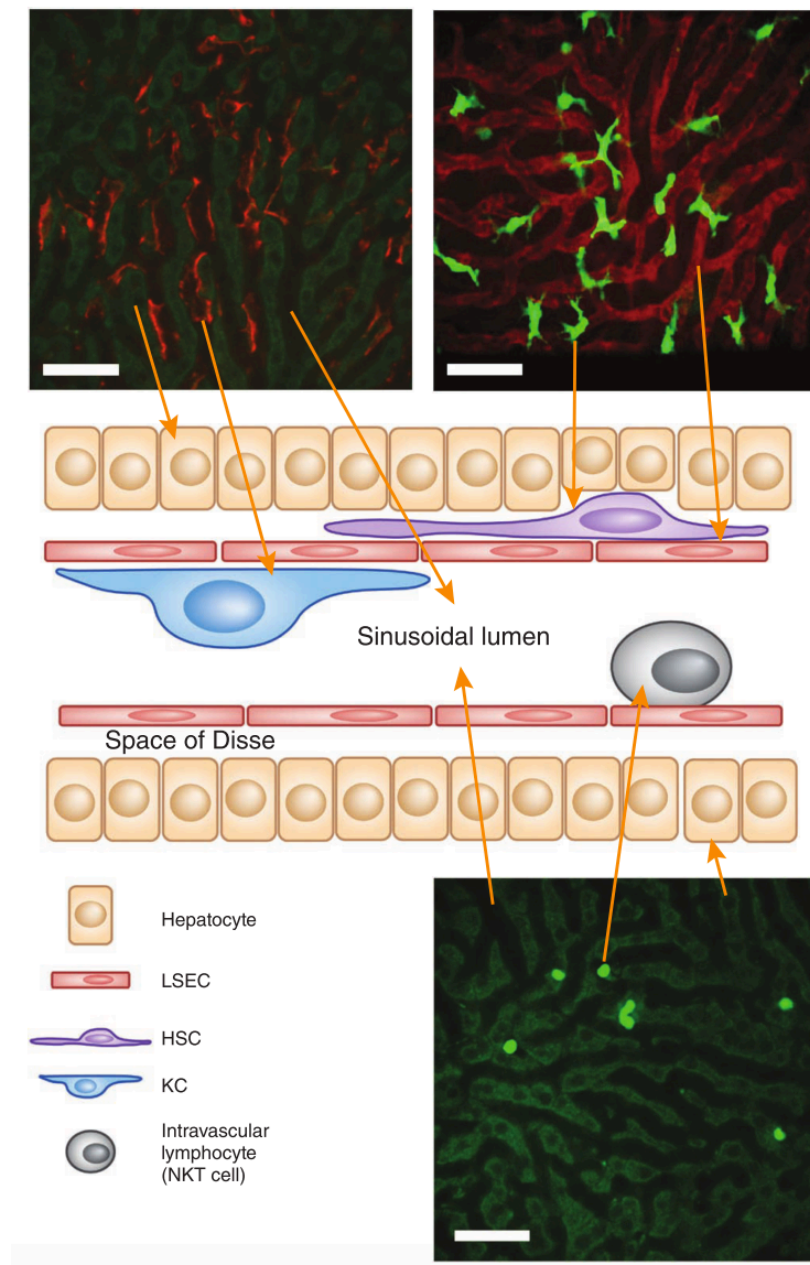 Sinusoidal lumen
Space of Disse
Hepatocyte
LSEC
HSC
KC
Intravascular
lymphocyte
(NKT cell)